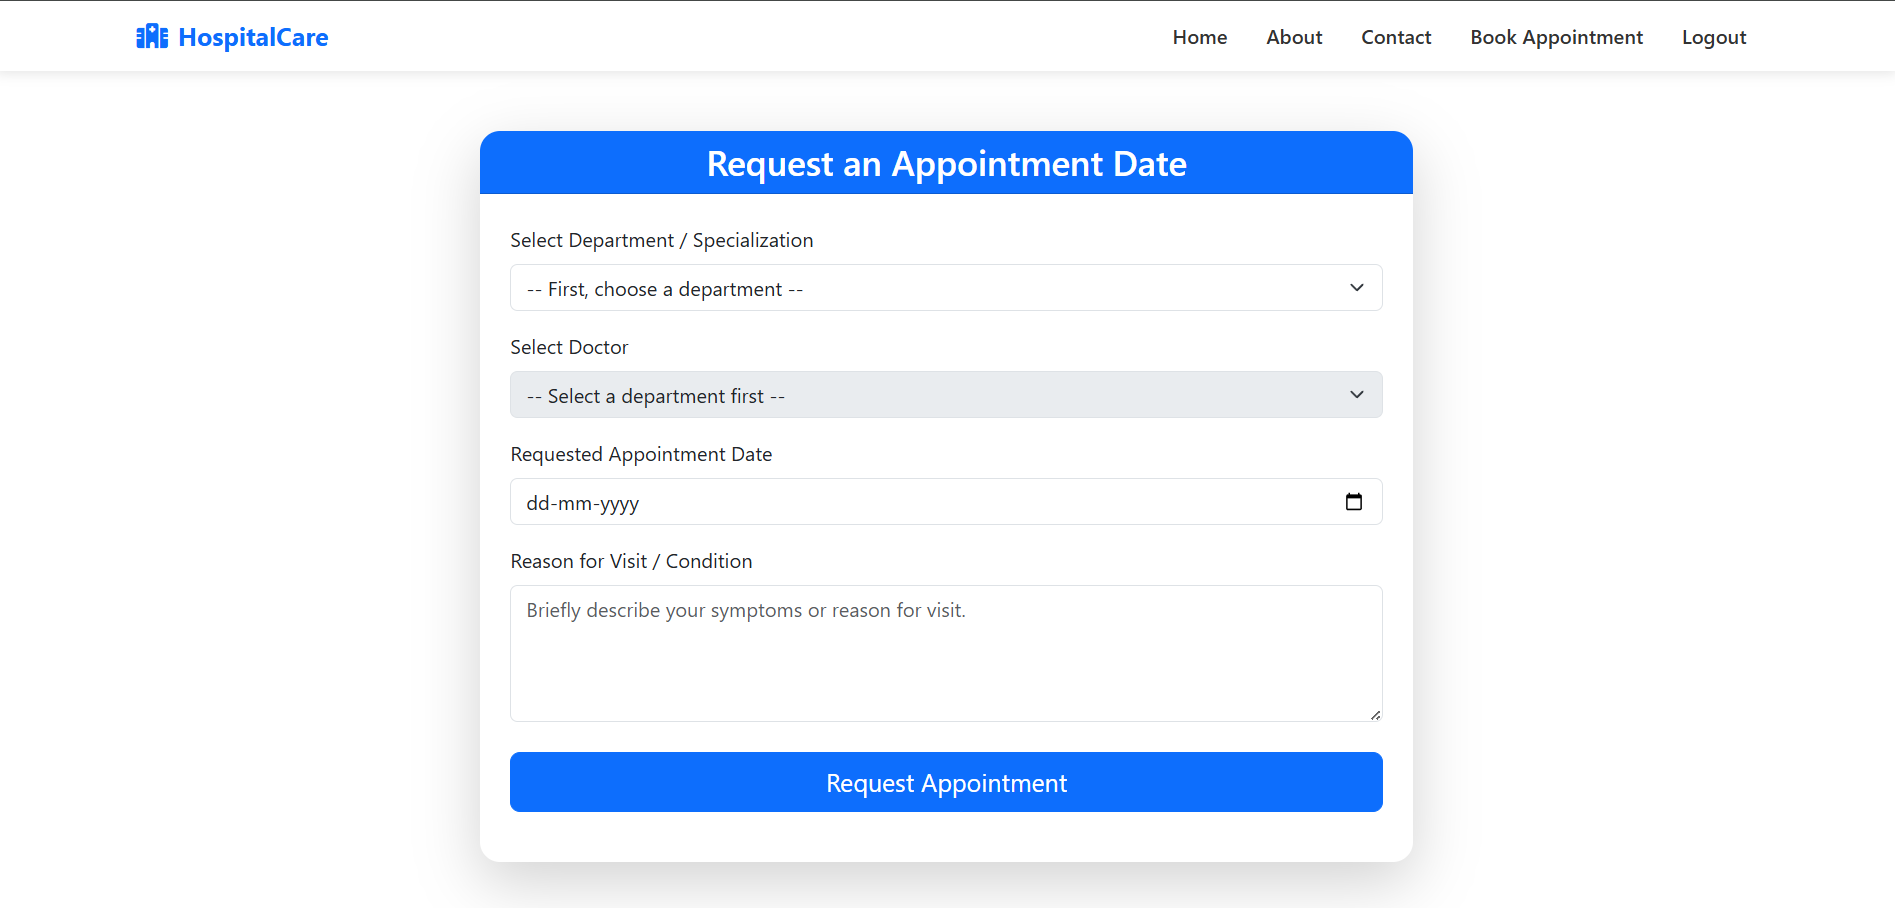 HospitalCare
Home About Contact Book Appointment Logout
Request an Appointment Date
Select Department / Specialization
-- First, choose a department --
Select Doctor
-- Select a department first --
Requested Appointment Date
dd-mm-yyyy
Reason for Visit / Condition
Briefly describe your symptoms or reason for visit.
Request Appointment